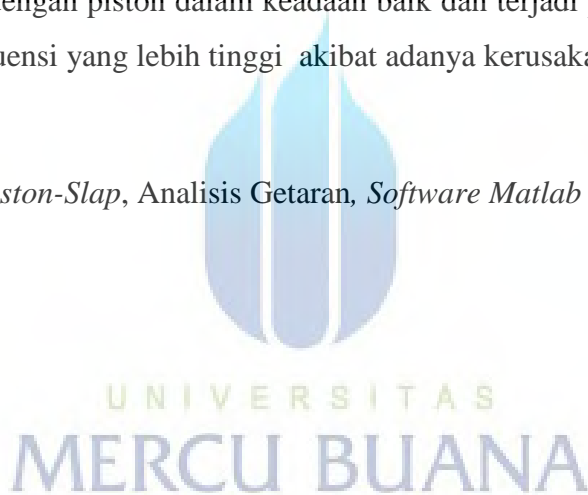 dengan piston dalam keadaan baik dan terjadi
uensi yang lebih tinggi akibat adanya kerusaka
ston-Slap, Analisis Getaran, Software Matlab
UNIVERSITAS
MERCU BUANA